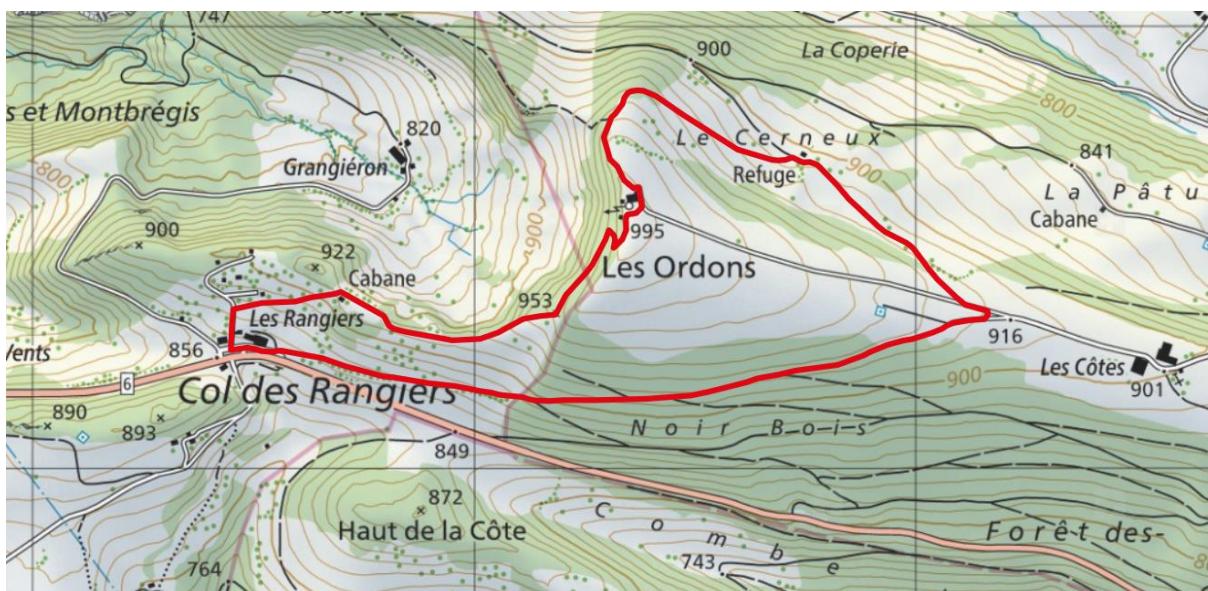 747
900
La Coperie
800
s et Montbrégis
820
Le Cerneux
841
Grangiéron
800
Refuge
900
La Pâtu
Cabane
900
900
995
922
Cabane
Les Ordons
953
Les Rangiers
916
856
Vents
Les Côtes
6
Col des Rangiers
900
901
890
893
849
Noir Bois
872
Haut de la Côte
Combe
Forêt des-
764
743